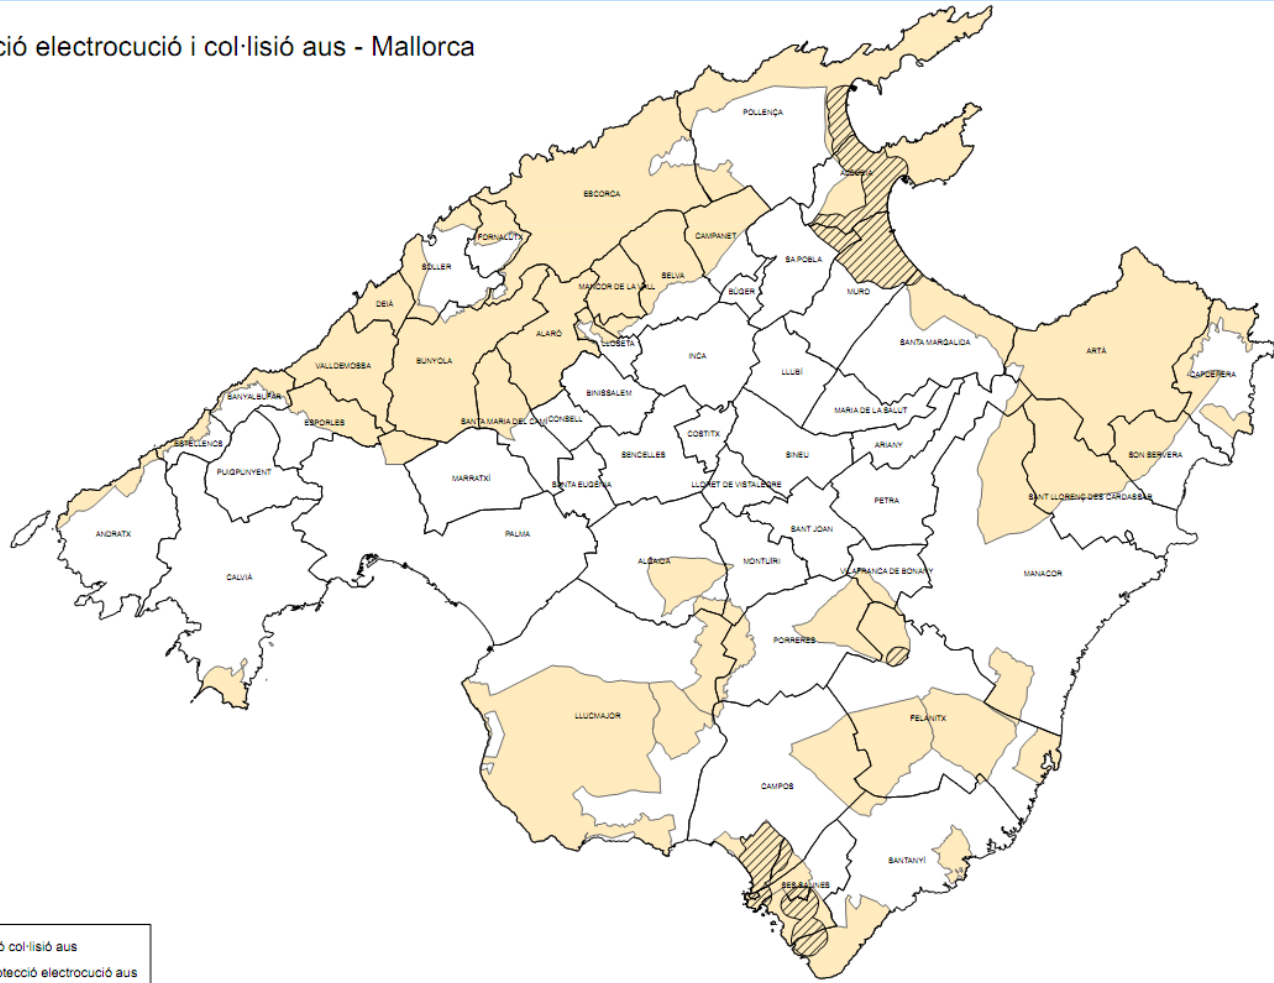 ció electrocució i col·lisió aus - Mallorca
POLLENÇA
ALCÚDIA
ESCORCA
FORNALUTX
CAMPANET
SÓLLER
SA POBLA
SELVA
MANCOR DE LA VALL
BÚGER
MURO
DEIÀ
ALARÓ
LLOSETA
SANTA MARGALIDA
ARTÀ
INCA
BUNYOLA
VALLDEMOSSA
LLUBÍ
CAPDEPERA
BINISSALEM
BANYALBUFAR
MARIA DE LA SALUT
ESPORLES
SANTA MARIA DEL CAMÍ
CONSELL
COSTITX
ESTELLENCS
ARIANY
SENCELLES
SINEU
SON SERVERA
PUIGPUNYENT
MARRATXÍ
SANTA EUGÈNIA
LLORET DE VISTALEGRE
PETRA
SANT LLORENÇ DES CARDASSAR
ANDRATX
PALMA
SANT JOAN
ALGAIDA
MONTUÏRI
VILAFRANCA DE BONANY
MANACOR
CALVIÀ
PORRERES
LLUCMAJOR
FELANITX
CAMPOS
SANTANYÍ
SES SALINES
ó col·lisió aus
otecció electrocució aus